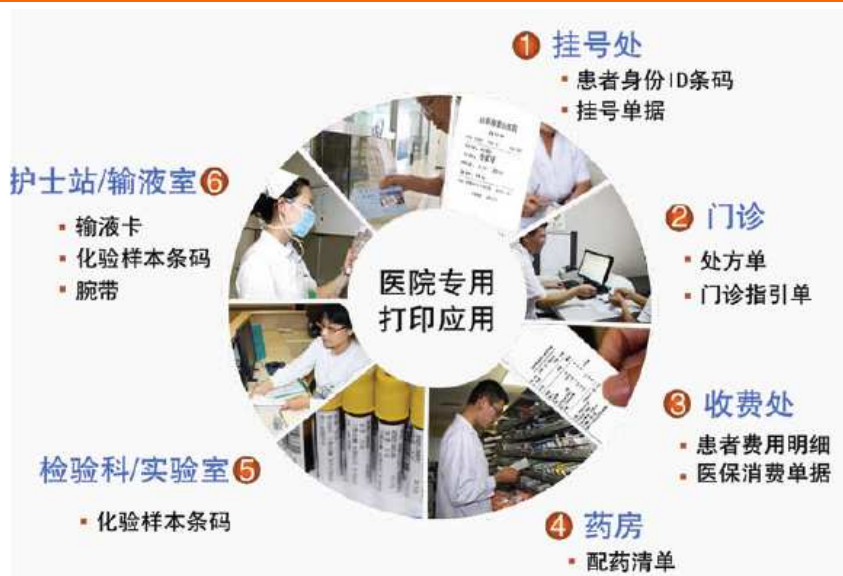 ① 挂号处
▪ 患者身份ID条码
▪ 挂号单据
② 门诊
▪ 处方单
▪ 门诊指引单
③ 收费处
▪ 患者费用明细
▪ 医保消费单据
④ 药房
▪ 配药清单
检验科/实验室⑤
▪ 化验样本条码
护士站/输液室⑥
▪ 输液卡
▪ 化验样本条码
▪ 腕带
医院专用
打印应用